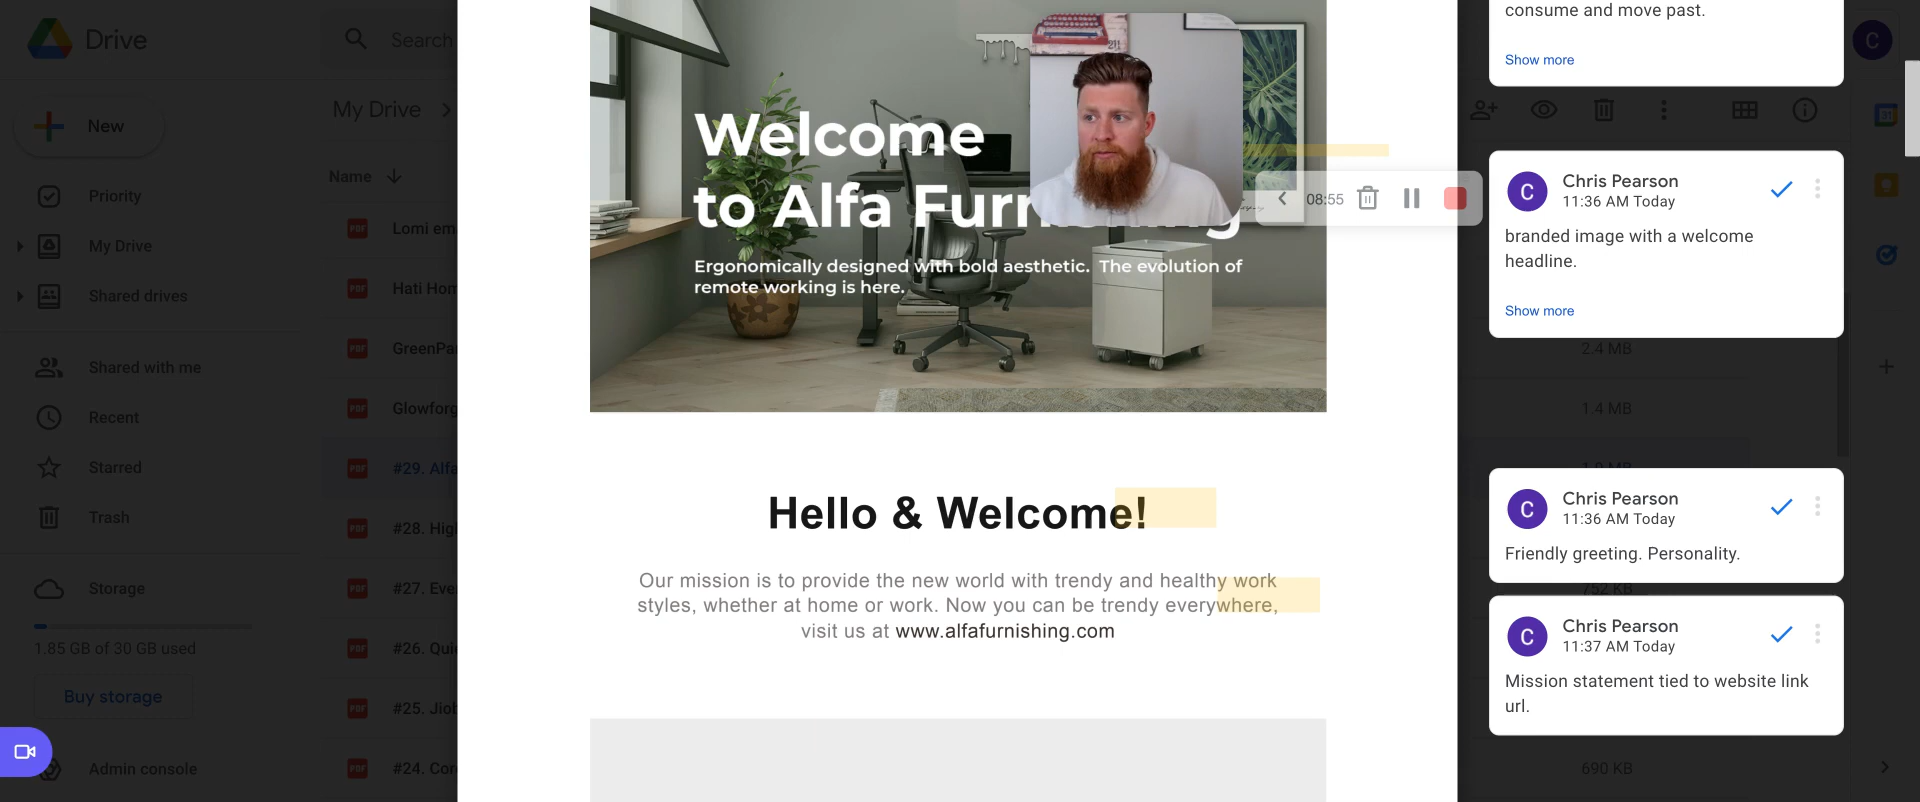 Drive
Search
New
Priority
My Drive
Shared drives
Shared with me
Recent
Starred
Trash
Storage
1.85 GB of 30 GB used
Buy storage
Admin console
My Drive
Name
Lomi em
Hati Hom
GreenPa
Glowforg
#29. Alfa
#28. Hig
#27. Eve
#26. Qui
#25. Jiob
#24. Cor
Welcome
to Alfa Furnishing
Ergonomically designed with bold aesthetic. The evolution of
remote working is here.
08:55
Hello & Welcome!
Our mission is to provide the new world with trendy and healthy work
styles, whether at home or work. Now you can be trendy everywhere,
visit us at www.alfafurnishing.com
consume and move past.
Show more
C
C
Chris Pearson
11:36 AM Today
branded image with a welcome
headline.
Show more
2.4 MB
1.4 MB
C
Chris Pearson
11:36 AM Today
Friendly greeting. Personality.
752 KB
C
Chris Pearson
11:37 AM Today
Mission statement tied to website link
url.
690 KB